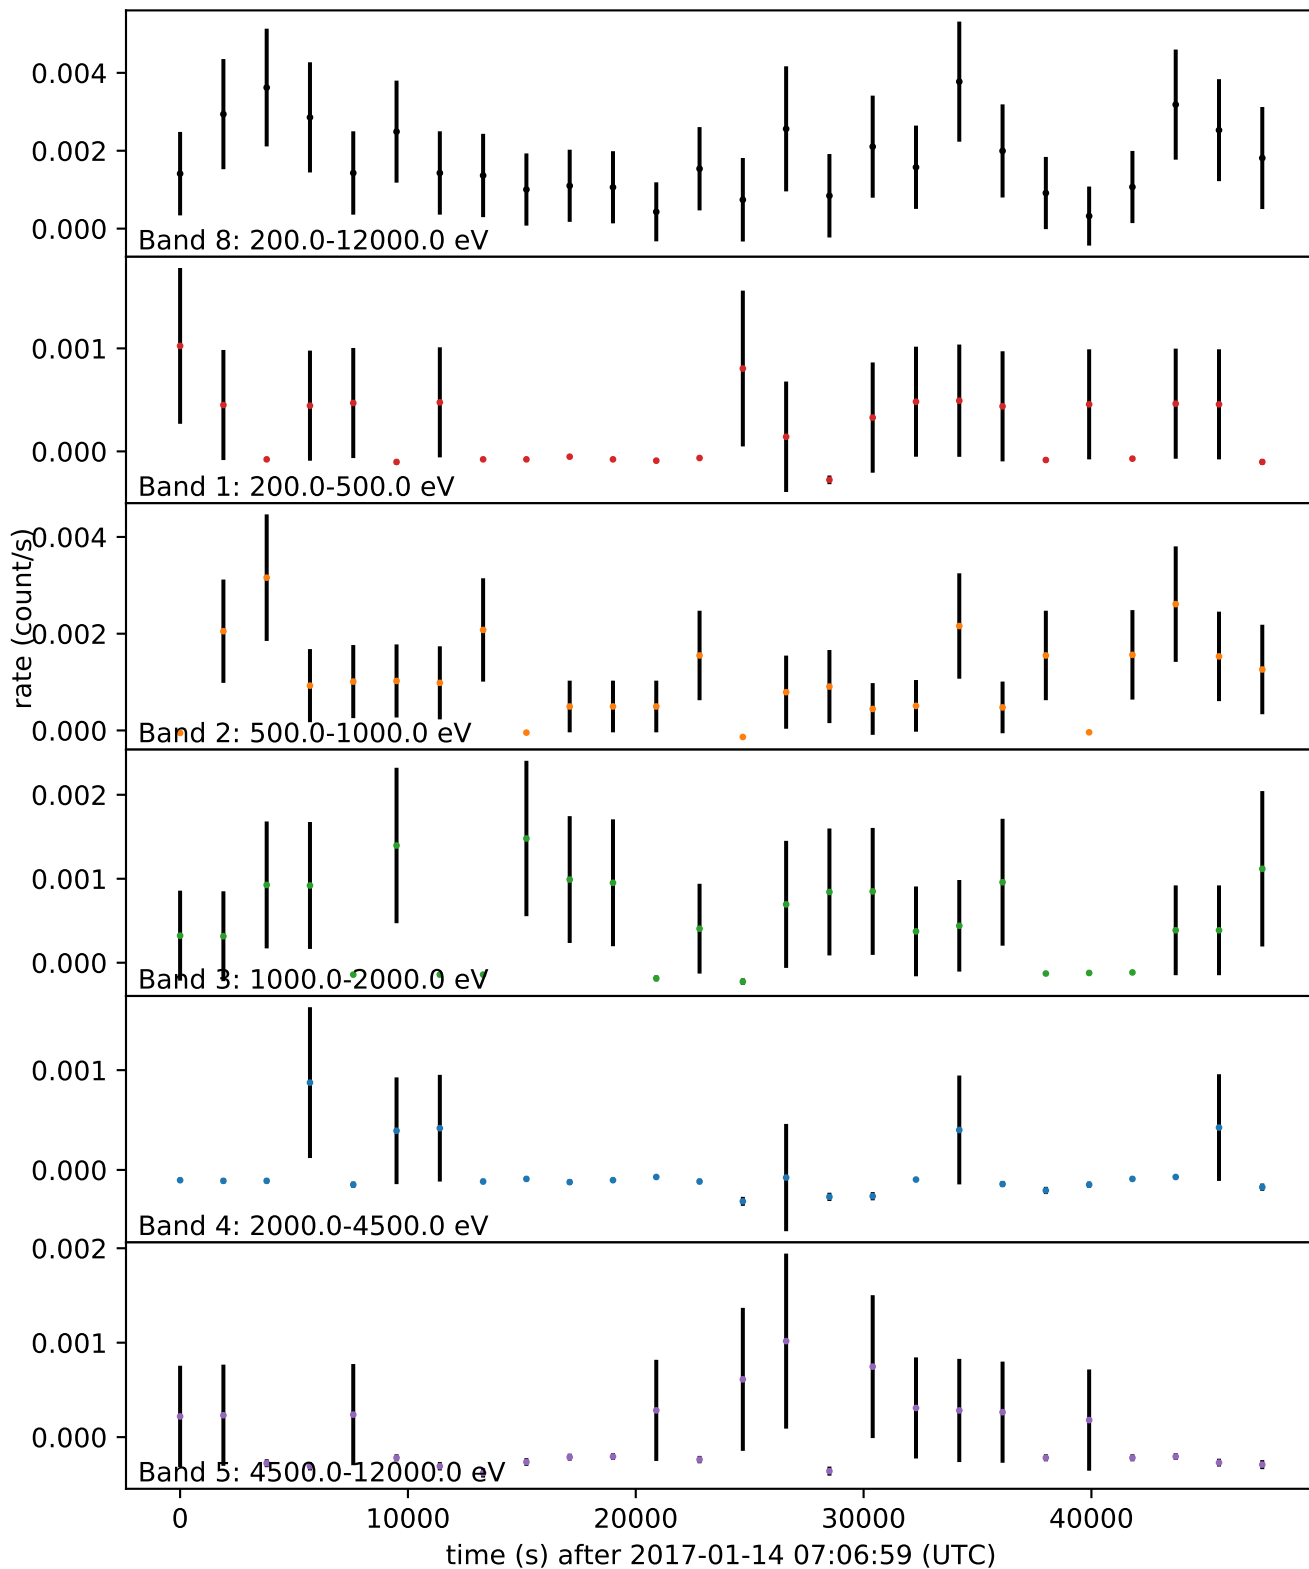 0.004
0.002
0.000
Band 8: 200.0-12000.0 eV
0.001
0.000
Band 1: 200.0-500.0 eV
rate (count/s)
0.004
0.002
0.000
Band 2: 500.0-1000.0 eV
0.002
0.001
0.000
Band 3: 1000.0-2000.0 eV
0.001
0.000
Band 4: 2000.0-4500.0 eV
0.002
0.001
0.000
Band 5: 4500.0-12000.0 eV
0 10000 20000 30000 40000
time (s) after 2017-01-14 07:06:59 (UTC)